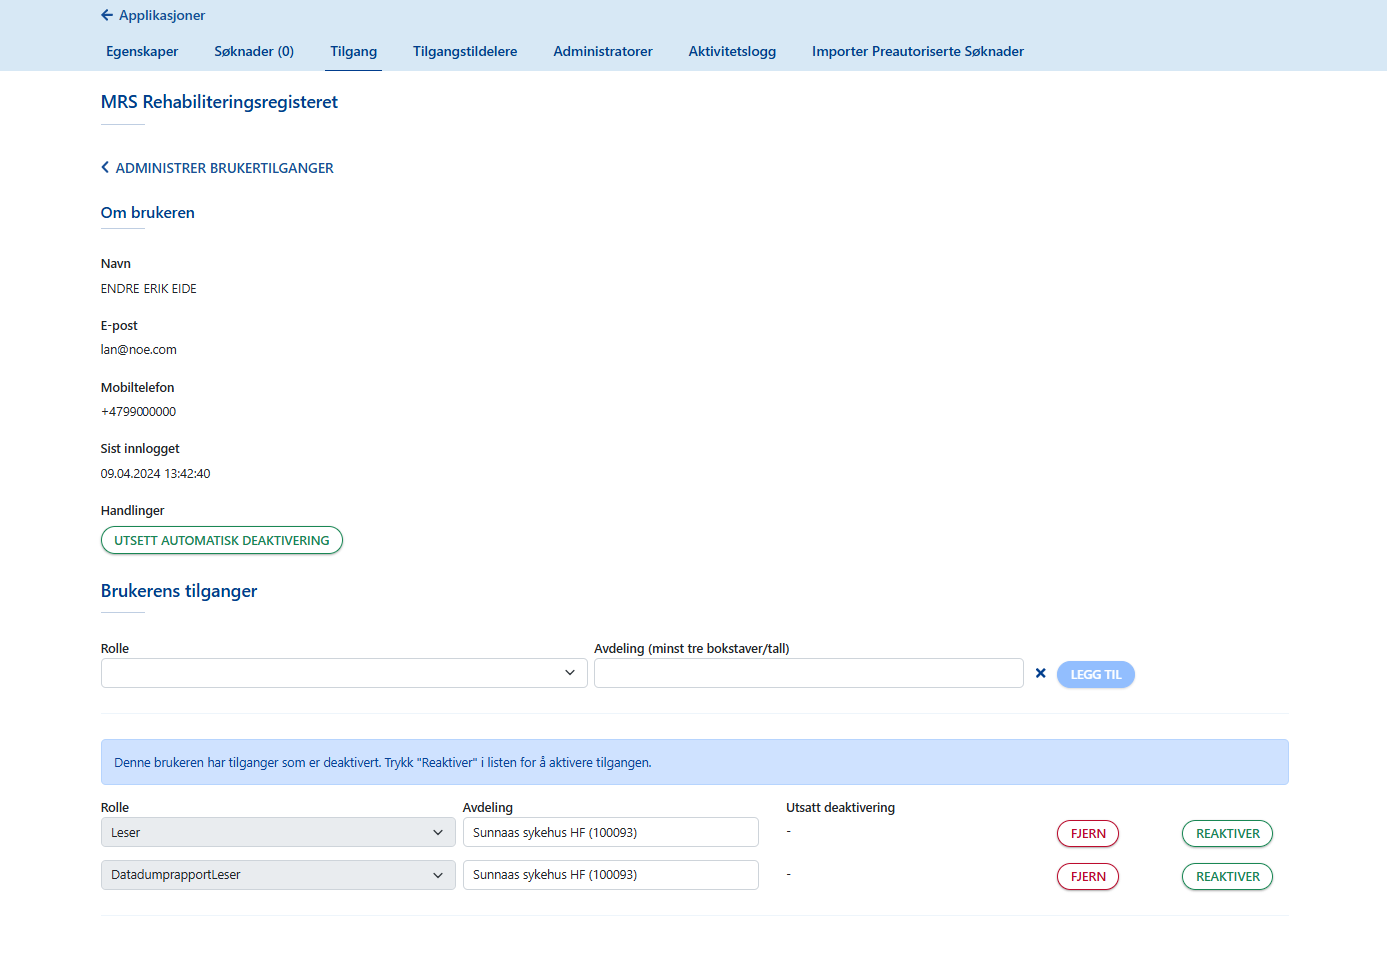 Applikasjoner
Egenskaper Søknader (0) Tilgang Tilgangstildelere Administratorer Aktivitetslogg Importer Preautoriserte Søknader
MRS Rehabiliteringsregisteret
ADMINISTRER BRUKERTILGANGER
Om brukeren
Navn
ENDRE ERIK EIDE
E-post
lan@noe.com
Mobiltelefon
+4799000000
Sist innlogget
09.04.2024 13:42:40
Handlinger
UTSETT AUTOMATISK DEAKTIVERING
Brukerens tilganger
Rolle Avdeling (minst tre bokstaver/tall)
LEGG TIL
Denne brukeren har tilganger som er deaktivert. Trykk "Reaktiver" i listen for å aktivere tilgangen.
Rolle Avdeling Utsatt deaktivering
Leser Sunnaas sykehus HF (100093) - FJERN REAKTIVER
DatadumprapportLeser Sunnaas sykehus HF (100093) - FJERN REAKTIVER